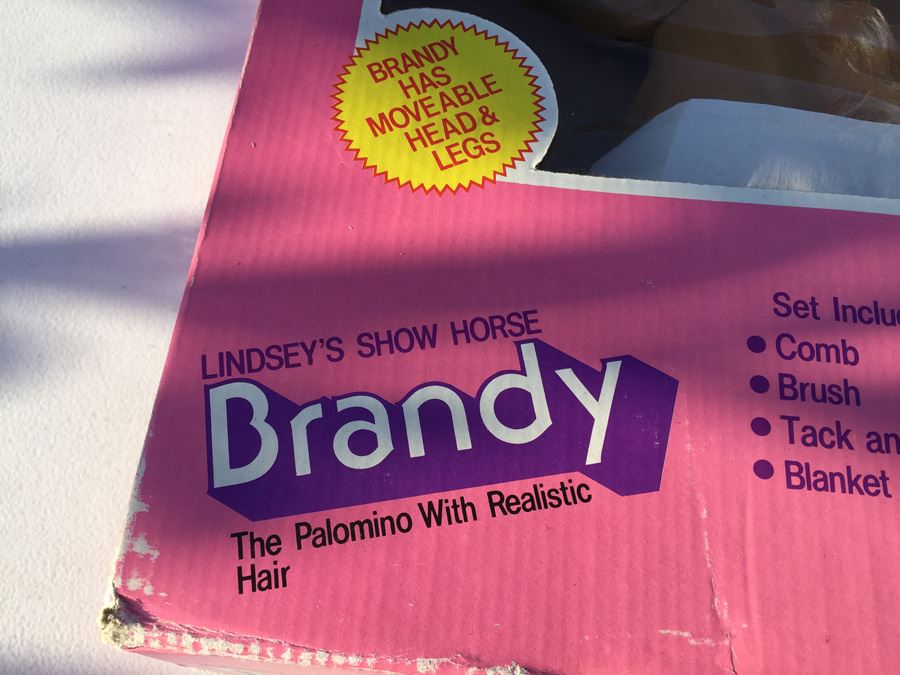 BRANDY
HAS
MOVEABLE
HEAD &
LEGS
LINDSEY'S SHOW HORSE
Brandy
The Palomino With Realistic
Hair
Set Inclu
• Comb
• Brush
• Tack an
• Blanket